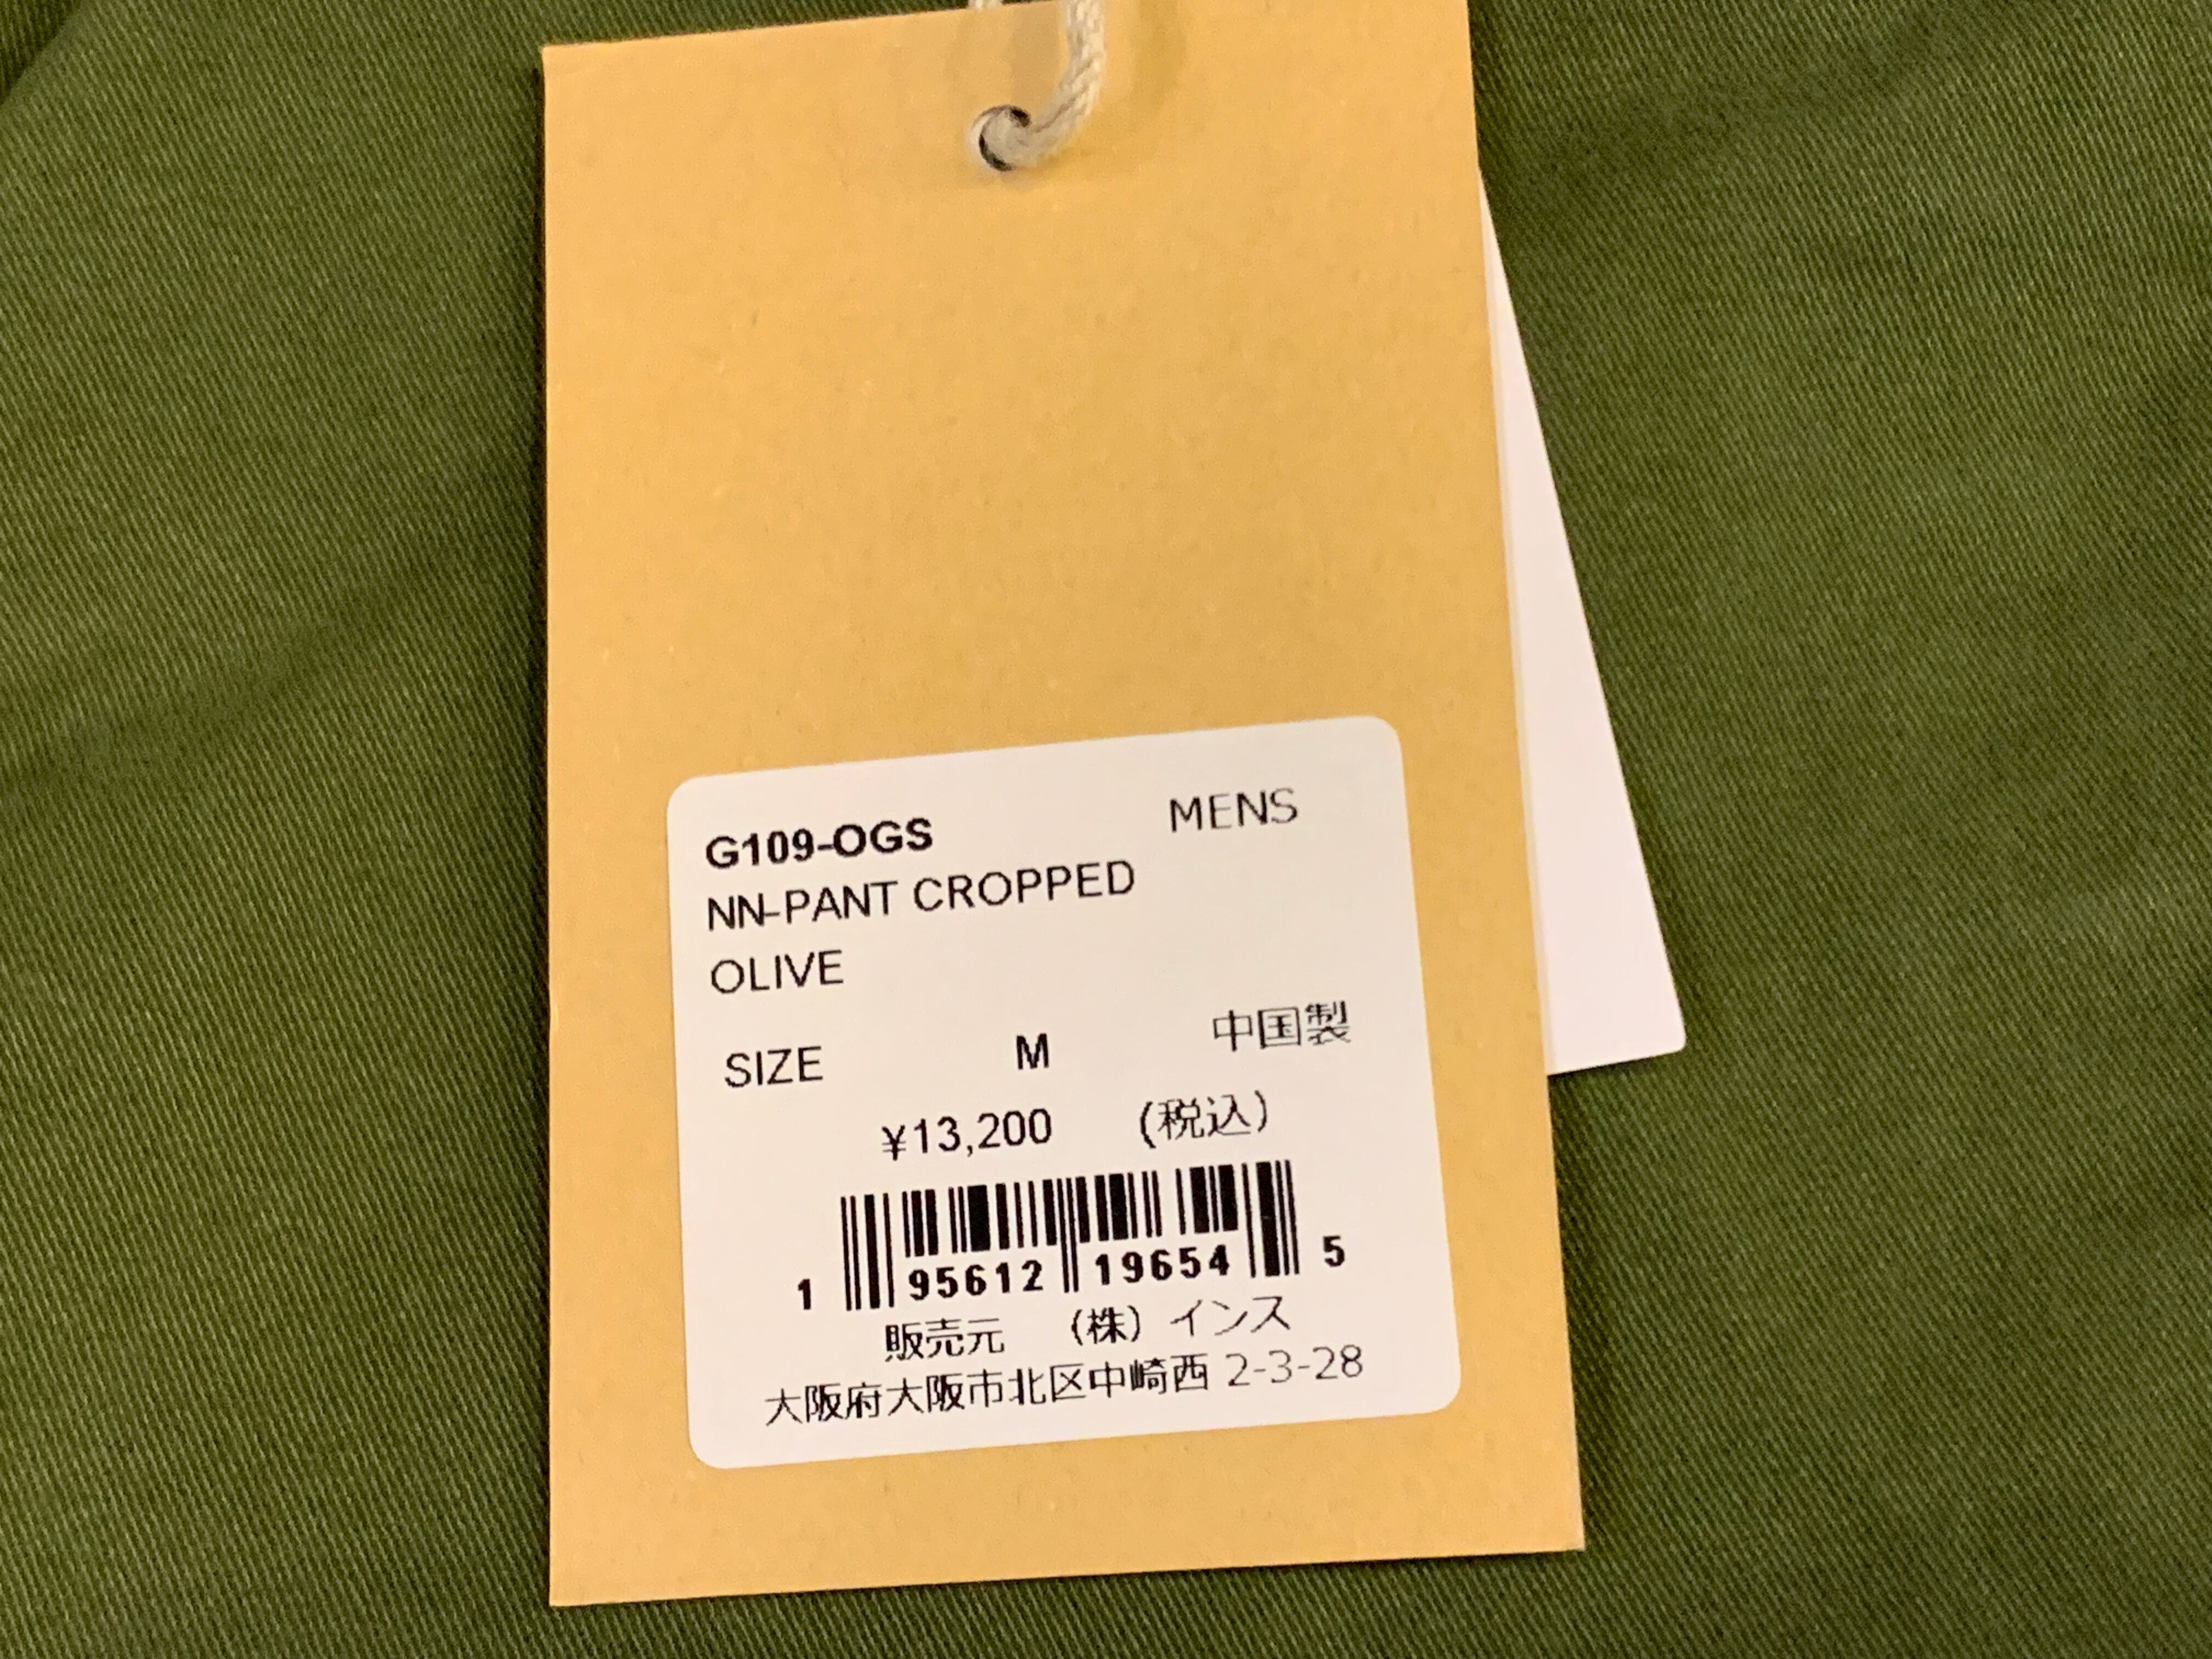 G109-OGS MENS
NN-PANT CROPPED
OLIVE
SIZE M 中国製
¥13,200 (税込)
1 95612 19654 5
販売元 (株) インス
大阪府大阪市北区中崎西 2-3-28